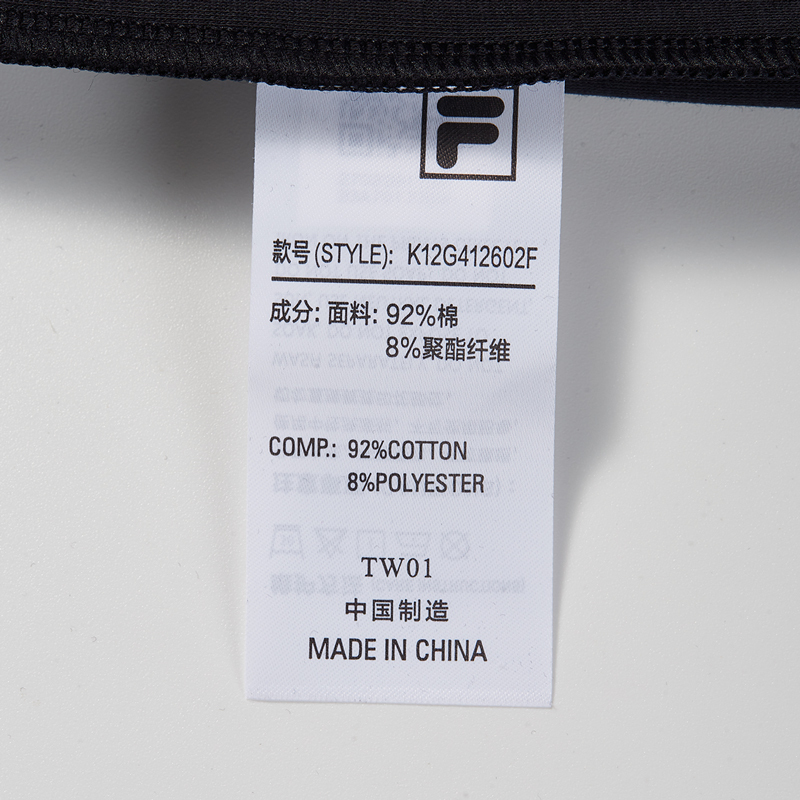 F
款号(STYLE): K12G412602F
成分: 面料: 92%棉
8%聚酯纤维
COMP.: 92%COTTON
8%POLYESTER
TW01
中国制造
MADE IN CHINA